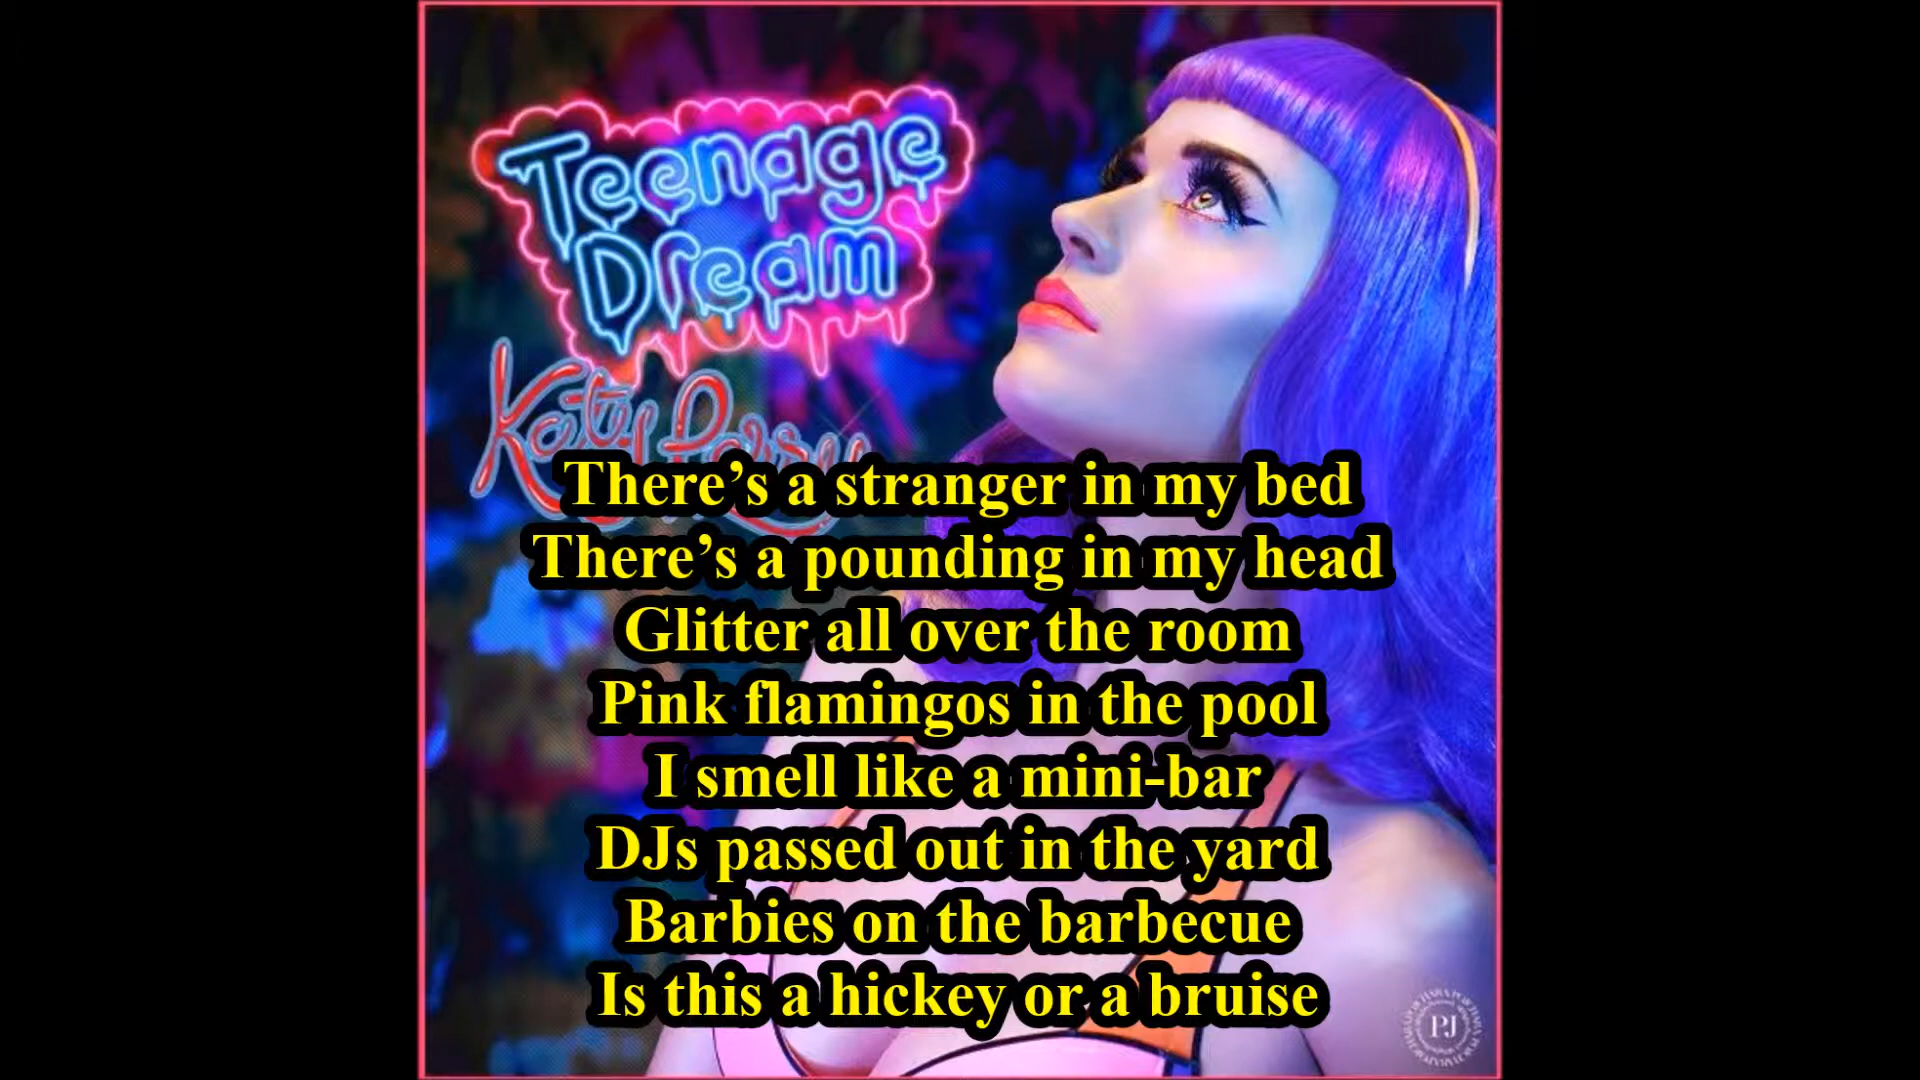 Teenage
Dream
Katy Perry
There’s a stranger in my bed
There’s a pounding in my head
Glitter all over the room
Pink flamingos in the pool
I smell like a mini-bar
DJs passed out in the yard
Barbies on the barbecue
Is this a hickey or a bruise
PJ